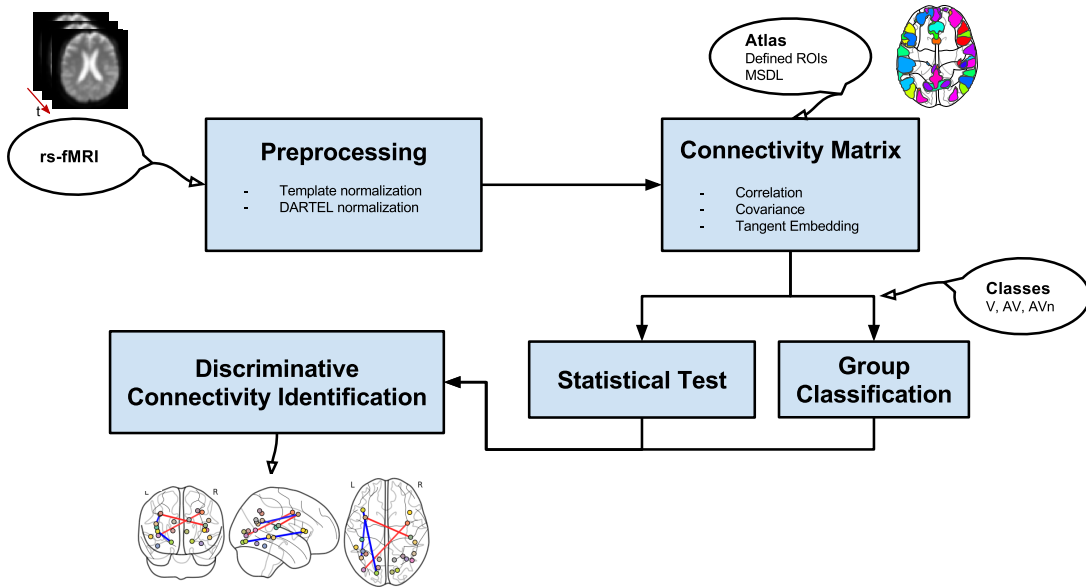 t
rs-fMRI
Preprocessing
- Template normalization
- DARTEL normalization
Atlas
Defined ROIs
MSDL
Connectivity Matrix
- Correlation
- Covariance
- Tangent Embedding
Classes
V, AV, AVn
Statistical Test
Group
Classification
Discriminative
Connectivity Identification
L R
L R